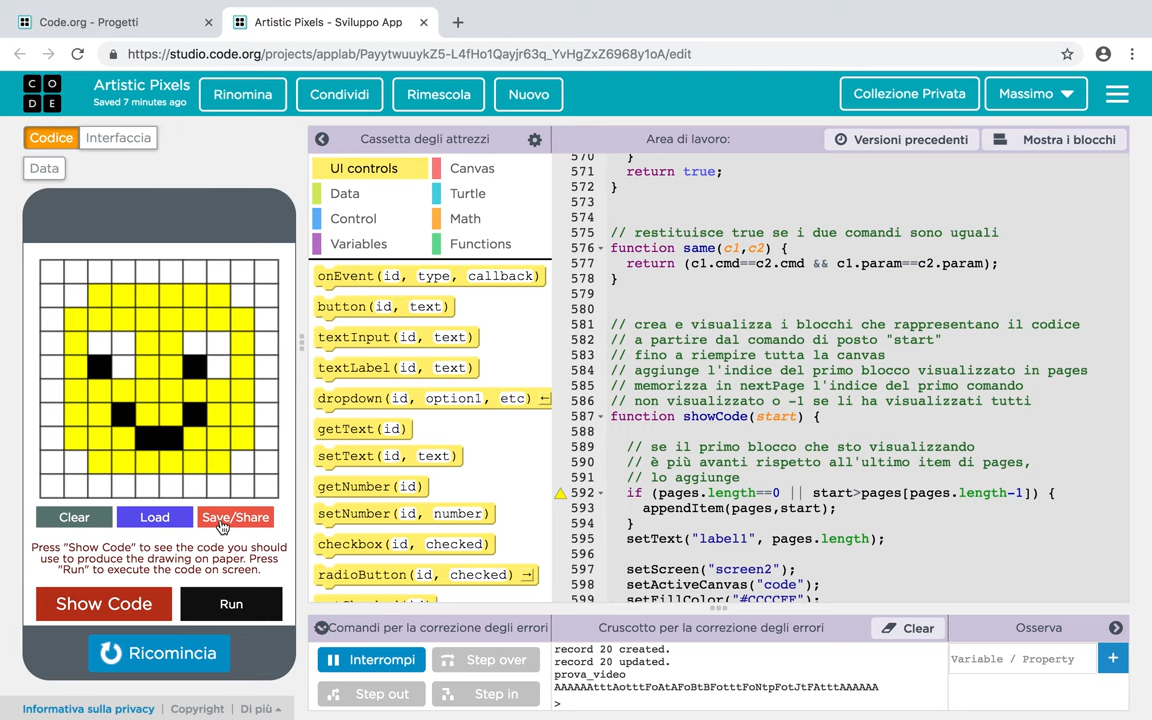 Code.org - Progetti
Artistic Pixels - Sviluppo App
https://studio.code.org/projects/applab/PayytwuuykZ5-L4fHo1Qayjr63q_YvHgZxZ6968y1oA/edit
C O
D E
Artistic Pixels
Saved 7 minutes ago
Rinomina
Condividi
Rimescola
Nuovo
Collezione Privata
Massimo
Codice
Interfaccia
Data
Clear
Load
Save/Share
Press "Show Code" to see the code you should
use to produce the drawing on paper. Press
"Run" to execute the code on screen.
Show Code
Run
Ricomincia
Informativa sulla privacy | Copyright | Di più
Cassetta degli attrezzi
UI controls
Canvas
Data
Turtle
Control
Math
Variables
Functions
onEvent(id, type, callback)
button(id, text)
textInput(id, text)
textLabel(id, text)
dropdown(id, option1, etc)
getText(id)
setText(id, text)
getNumber(id)
setNumber(id, number)
checkbox(id, checked)
radioButton(id, checked)
Area di lavoro:
Versioni precedenti
Mostra i blocchi
570 }
571 return true;
572 }
573
574
575 // restituisce true se i due comandi sono uguali
576 function same(c1,c2) {
577 return (c1.cmd==c2.cmd && c1.param==c2.param);
578 }
579
580
581 // crea e visualizza i blocchi che rappresentano il codice
582 // a partire dal comando di posto "start"
583 // fino a riempire tutta la canvas
584 // aggiunge l'indice del primo blocco visualizzato in pages
585 // memorizza in nextPage l'indice del primo comando
586 // non visualizzato o -1 se li ha visualizzati tutti
587 function showCode(start) {
588
589 // se il primo blocco che sto visualizzando
590 // è più avanti rispetto all'ultimo item di pages,
591 // lo aggiunge
592 if (pages.length==0 || start>pages[pages.length-1]) {
593 appendItem(pages,start);
594 }
595 setText("label1", pages.length);
596
597 setScreen("screen2");
598 setActiveCanvas("code");
599 setFillColor("#CCCCFF");
Comandi per la correzione degli errori
Interrompi
Step over
Step out
Step in
Cruscotto per la correzione degli errori
Clear
record 20 created.
record 20 updated.
prova_video
AAAAAAtttAotttFoAtAFoBtBFotttFoNtpFotJtFAtttAAAAAA
>
Osserva
Variable / Property
+